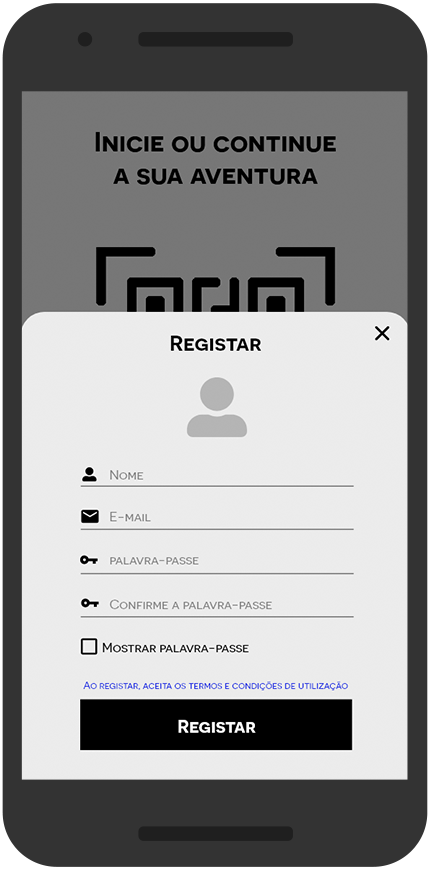 Inicie ou continue
a sua aventura
Registar
Nome
E-mail
palavra-passe
Confirme a palavra-passe
Mostrar palavra-passe
Ao registar, aceita os termos e condições de utilização
Registar